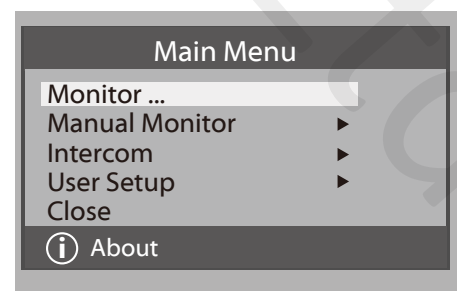 Main Menu
Monitor ...
Manual Monitor ►
Intercom ►
User Setup ►
Close
i About